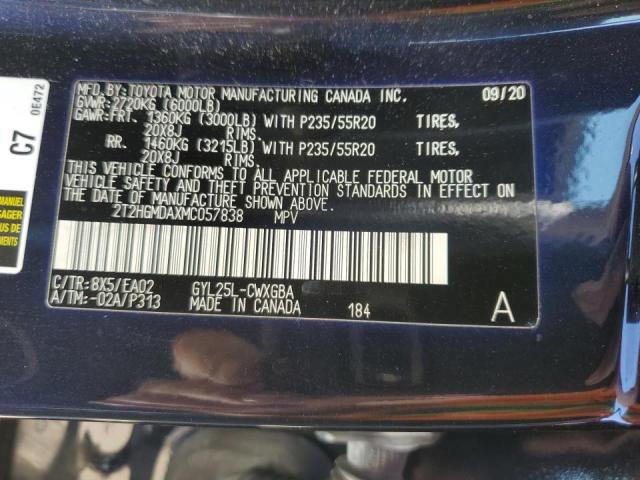 MFD.BY:TOYOTA MOTOR MANUFACTURING CANADA INC. 09/20
GVWR:2720KG (6000LB)
GAWR:FRT. 1360KG (3000LB) WITH P235/55R20 TIRES,
20X8J RIMS.
RR. 1460KG (3215LB) WITH P235/55R20 TIRES,
20X8J RIMS.
THIS VEHICLE CONFORMS TO ALL APPLICABLE FEDERAL MOTOR
VEHICLE SAFETY AND THEFT PREVENTION STANDARDS IN EFFECT ON
THE DATE OF MANUFACTURE SHOWN ABOVE.
2T2HGMDAXMC057838 MPV
C/TR:8X5/EA02 GYL25L-CWXGBA
A/TM:-02A/P313 MADE IN CANADA 184 A
C7
0E472